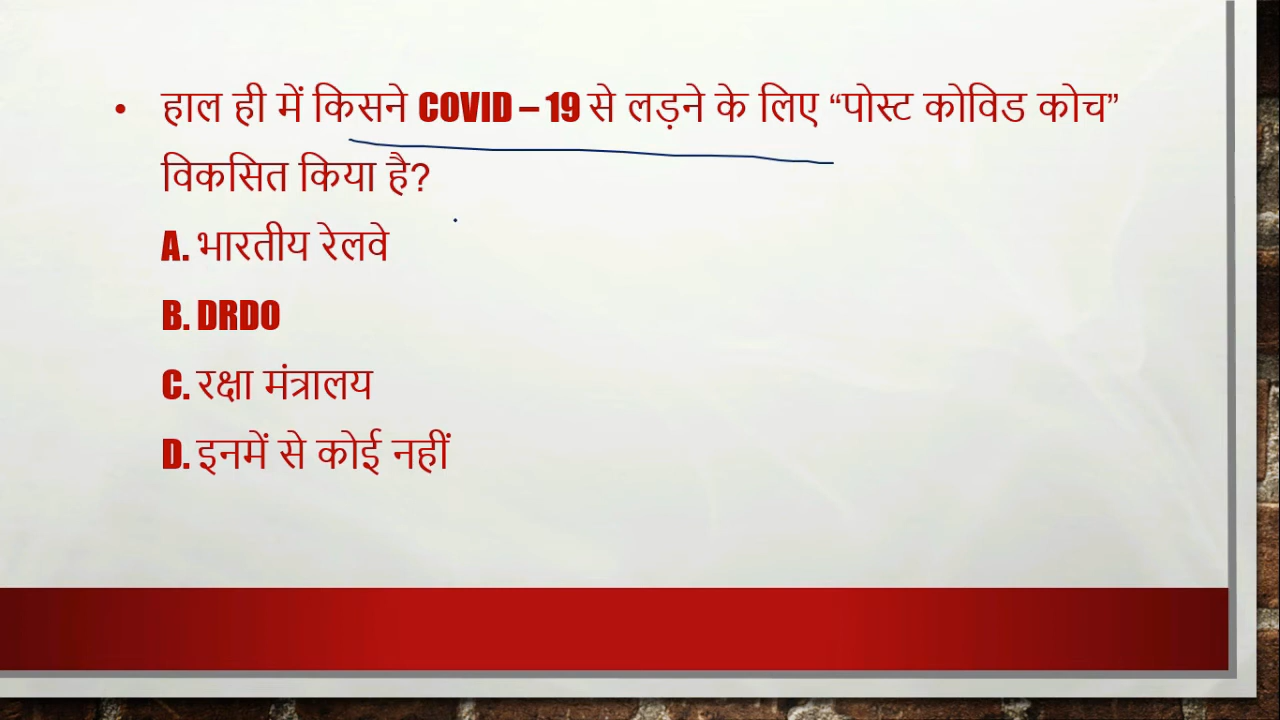 • हाल ही में किसने COVID – 19 से लड़ने के लिए “पोस्ट कोविड कोच”
विकसित किया है?
A. भारतीय रेलवे
B. DRDO
C. रक्षा मंत्रालय
D. इनमें से कोई नहीं